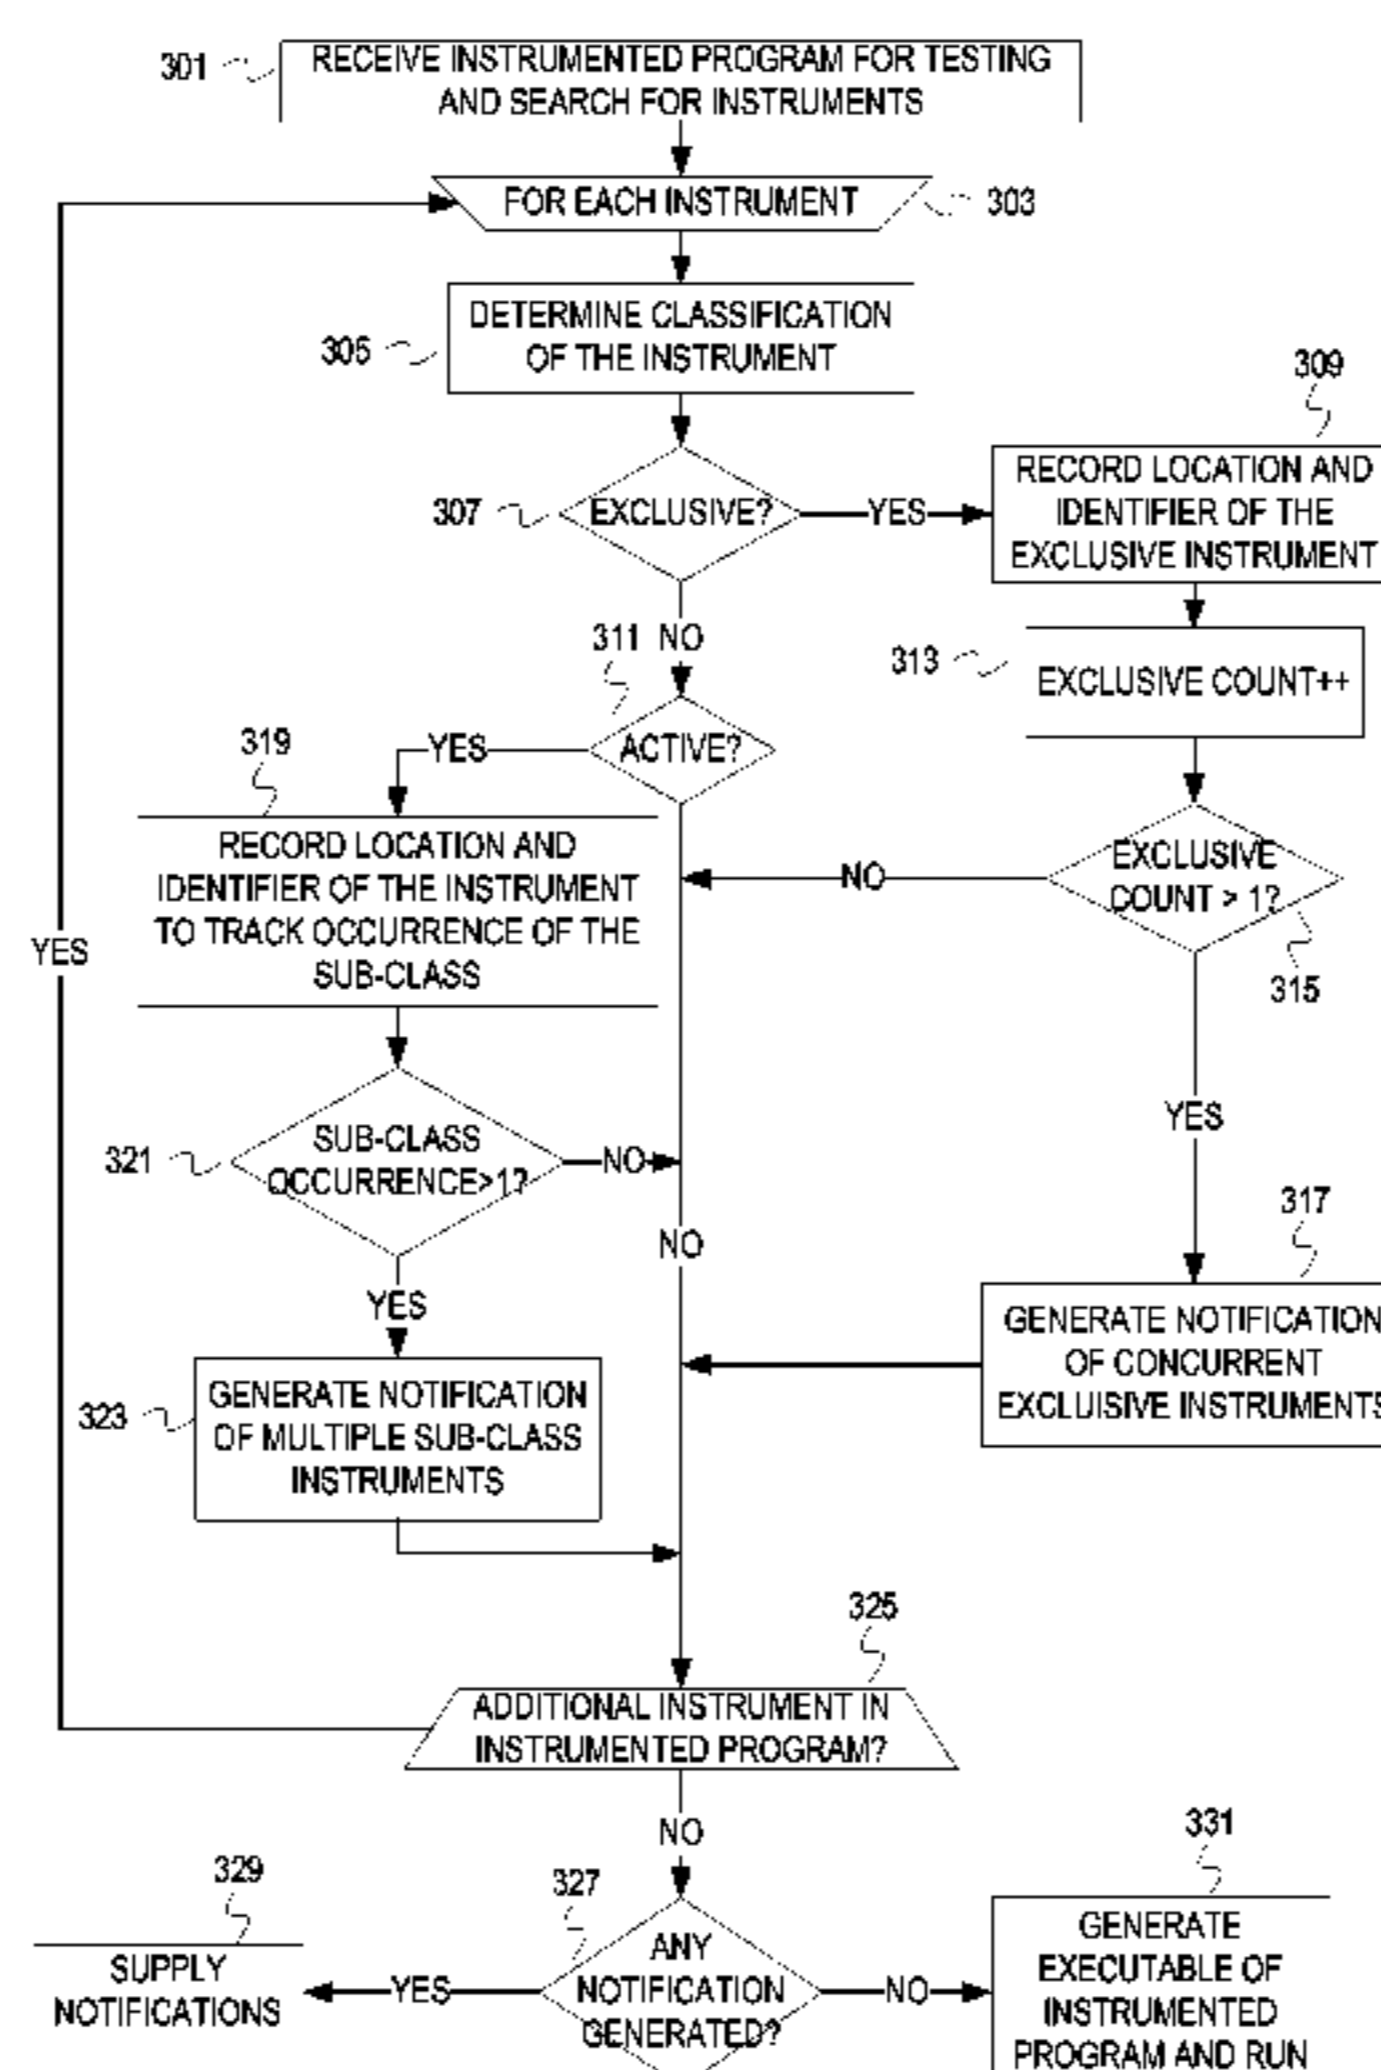 301
RECEIVE INSTRUMENTED PROGRAM FOR TESTING
AND SEARCH FOR INSTRUMENTS
FOR EACH INSTRUMENT
303
305
DETERMINE CLASSIFICATION
OF THE INSTRUMENT
309
307
EXCLUSIVE?
YES
RECORD LOCATION AND
IDENTIFIER OF THE
EXCLUSIVE INSTRUMENT
311
NO
313
EXCLUSIVE COUNT++
319
YES
ACTIVE?
RECORD LOCATION AND
IDENTIFIER OF THE INSTRUMENT
TO TRACK OCCURRENCE OF THE
SUB-CLASS
NO
EXCLUSIVE
COUNT > 1?
315
YES
YES
321
SUB-CLASS
OCCURRENCE>1?
NO
NO
317
YES
GENERATE NOTIFICATION
OF CONCURRENT
EXCLUISIVE INSTRUMENTS
323
GENERATE NOTIFICATION
OF MULTIPLE SUB-CLASS
INSTRUMENTS
325
ADDITIONAL INSTRUMENT IN
INSTRUMENTED PROGRAM?
NO
331
329
327
SUPPLY
NOTIFICATIONS
YES
ANY
NOTIFICATION
GENERATED?
NO
GENERATE
EXECUTABLE OF
INSTRUMENTED
PROGRAM AND RUN